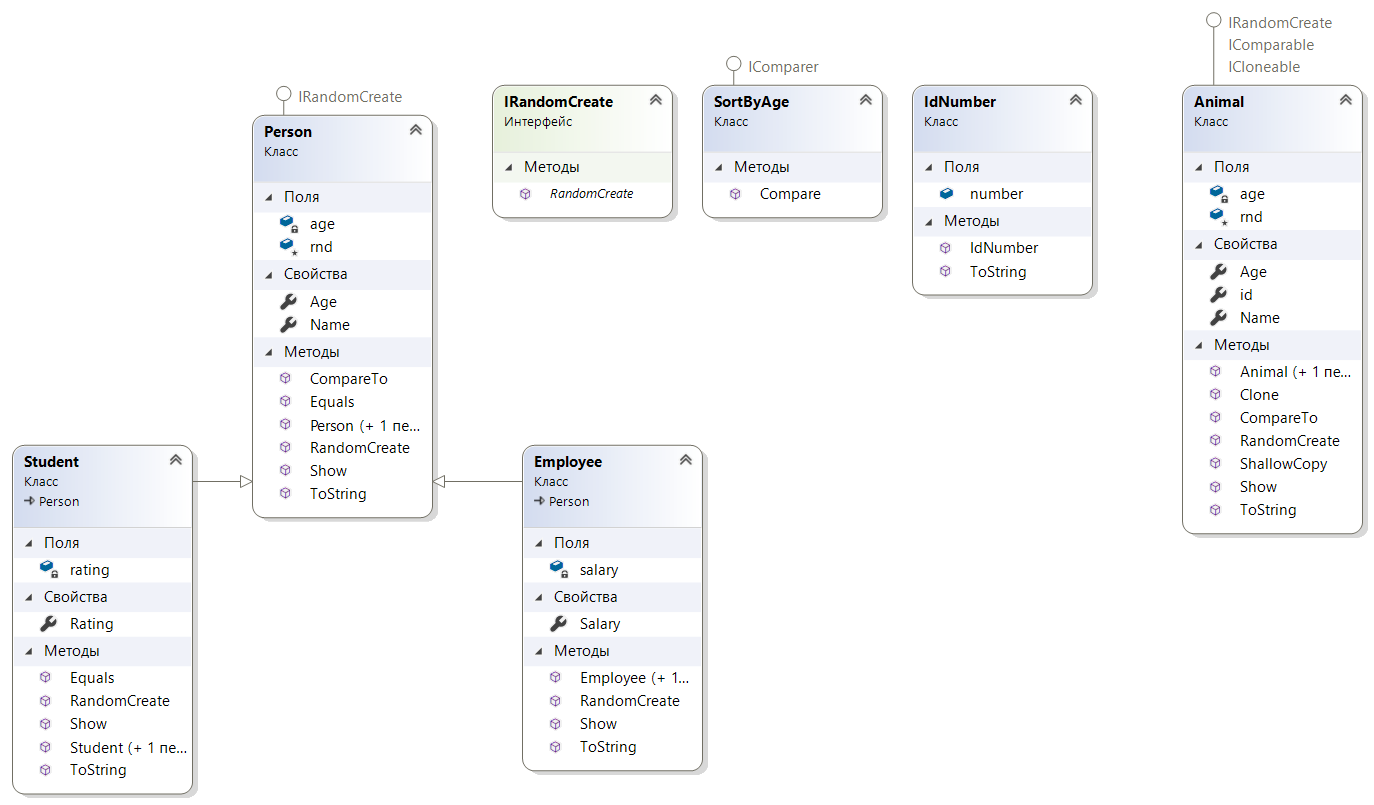 IRandomCreate
Person
Класс
Поля
age
rnd
Свойства
Age
Name
Методы
CompareTo
Equals
Person (+ 1 пе...
RandomCreate
Show
ToString
IRandomCreate
Интерфейс
Методы
RandomCreate
IComparer
SortByAge
Класс
Методы
Compare
IdNumber
Класс
Поля
number
Методы
IdNumber
ToString
IRandomCreate
IComparable
ICloneable
Animal
Класс
Поля
age
rnd
Свойства
Age
id
Name
Методы
Animal (+ 1 пе...
Clone
CompareTo
RandomCreate
ShallowCopy
Show
ToString
Student
Класс
Person
Поля
rating
Свойства
Rating
Методы
Equals
RandomCreate
Show
Student (+ 1 пе...
ToString
Employee
Класс
Person
Поля
salary
Свойства
Salary
Методы
Employee (+ 1...
RandomCreate
Show
ToString